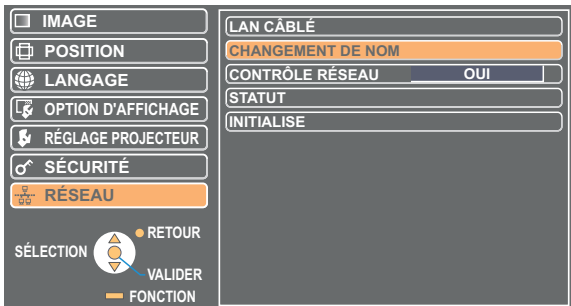 IMAGE
POSITION
LANGAGE
OPTION D'AFFICHAGE
RÉGLAGE PROJECTEUR
SÉCURITÉ
RÉSEAU
SÉLECTION
RETOUR
VALIDER
FONCTION
LAN CÂBLÉ
CHANGEMENT DE NOM
CONTRÔLE RÉSEAU OUI
STATUT
INITIALISE